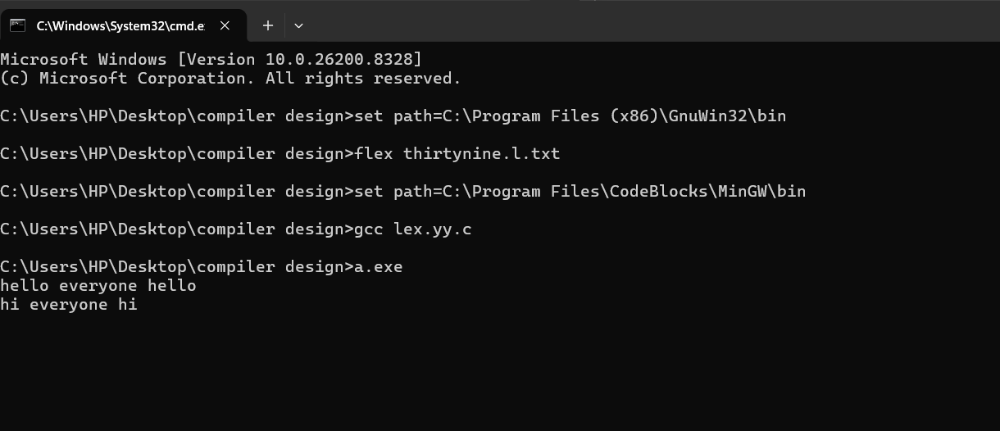 C:\Windows\System32\cmd.e
Microsoft Windows [Version 10.0.26200.8328]
(c) Microsoft Corporation. All rights reserved.
C:\Users\HP\Desktop\compiler design>set path=C:\Program Files (x86)\GnuWin32\bin
C:\Users\HP\Desktop\compiler design>flex thirtynine.l.txt
C:\Users\HP\Desktop\compiler design>set path=C:\Program Files\CodeBlocks\MinGW\bin
C:\Users\HP\Desktop\compiler design>gcc lex.yy.c
C:\Users\HP\Desktop\compiler design>a.exe
hello everyone hello
hi everyone hi